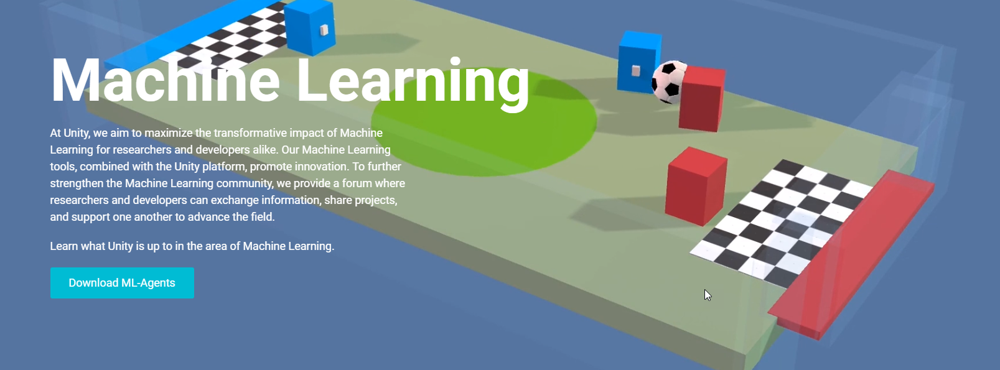 Machine Learning
At Unity, we aim to maximize the transformative impact of Machine
Learning for researchers and developers alike. Our Machine Learning
tools, combined with the Unity platform, promote innovation. To further
strengthen the Machine Learning community, we provide a forum where
researchers and developers can exchange information, share projects,
and support one another to advance the field.
Learn what Unity is up to in the area of Machine Learning.
Download ML-Agents